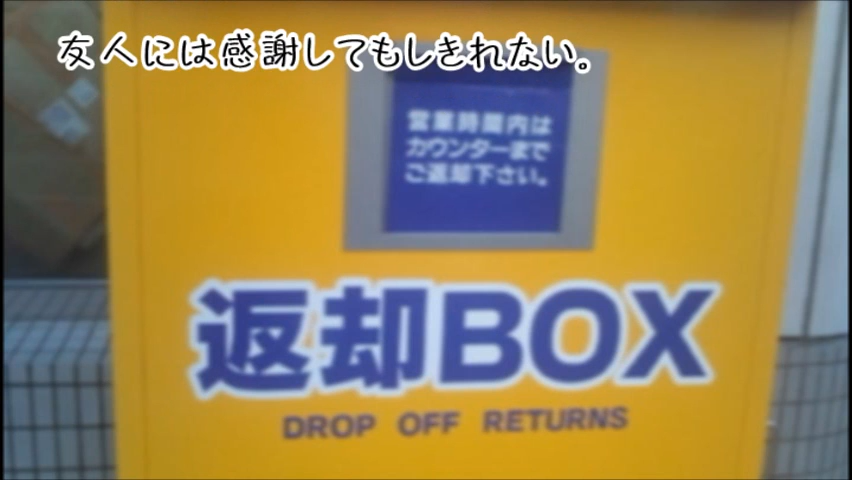 友人には感謝してもしきれない。
営業時間内は
カウンターまで
ご返却下さい。
返却BOX
DROP OFF RETURNS